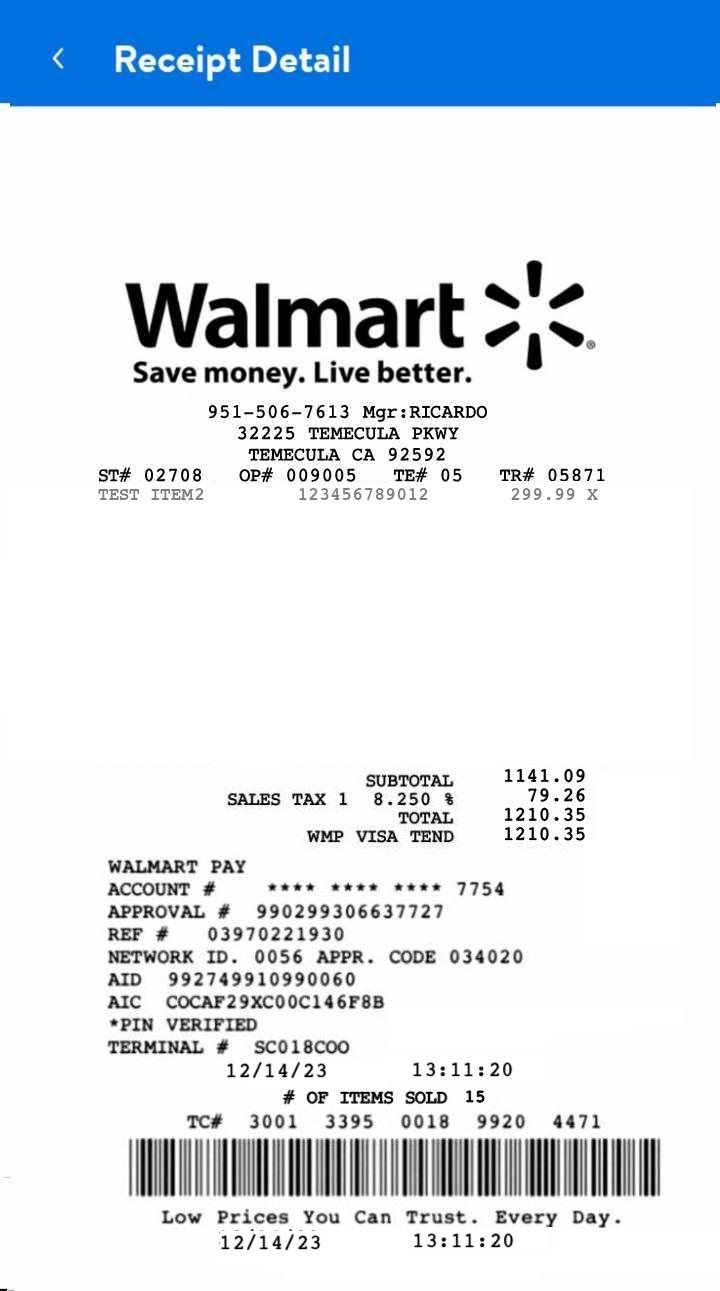 Receipt Detail
Walmart
Save money. Live better.
951-506-7613 Mgr:RICARDO
32225 TEMECULA PKWY
TEMECULA CA 92592
ST# 02708 OP# 009005 TE# 05 TR# 05871
TEST ITEM2 123456789012 299.99 X
SUBTOTAL 1141.09
SALES TAX 1 8.250 % 79.26
TOTAL 1210.35
WMP VISA TEND 1210.35
WALMART PAY
ACCOUNT # **** **** **** 7754
APPROVAL # 990299306637727
REF # 03970221930
NETWORK ID. 0056 APPR. CODE 034020
AID 992749910990060
AIC COCAF29XC00C146F8B
*PIN VERIFIED
TERMINAL # SC018COO
12/14/23 13:11:20
# OF ITEMS SOLD 15
TC# 3001 3395 0018 9920 4471
Low Prices You Can Trust. Every Day.
12/14/23 13:11:20